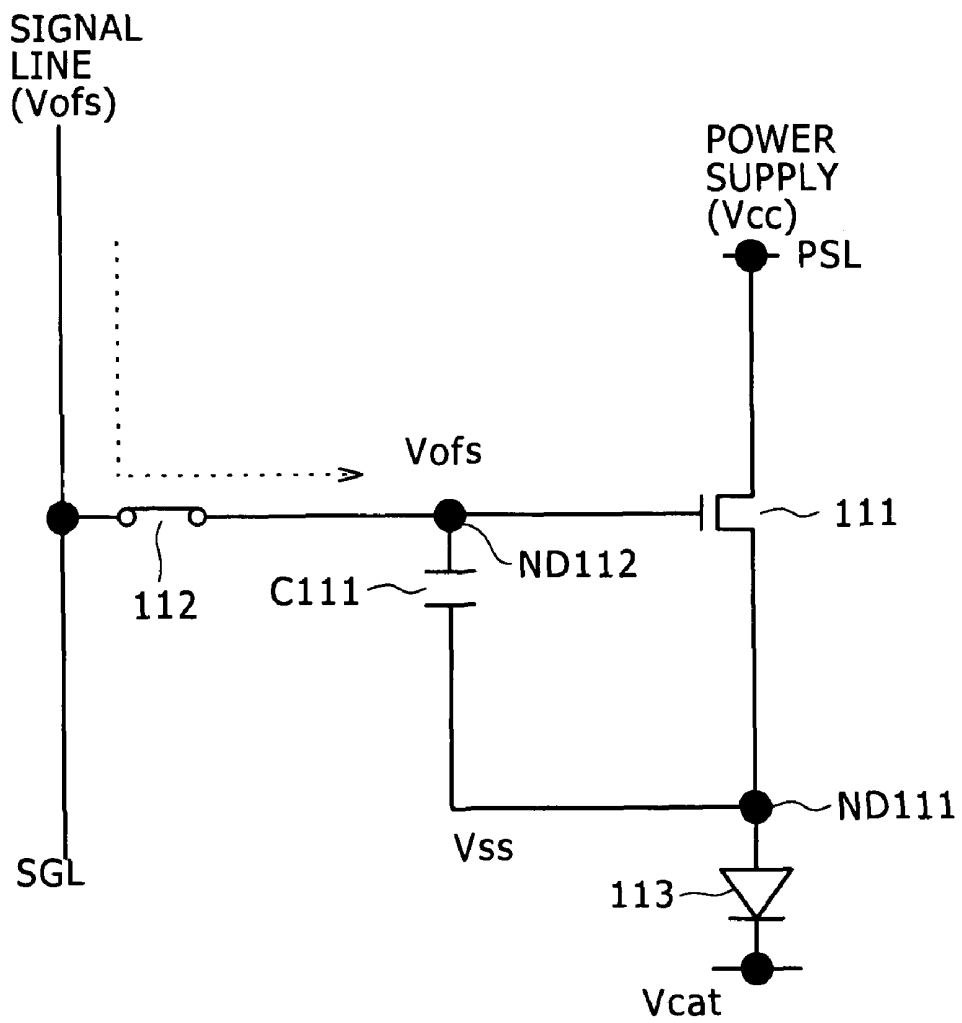 SIGNAL
LINE
(Vofs)
POWER
SUPPLY
(Vcc)
PSL
Vofs
111
ND112
C111
112
ND111
Vss
SGL
113
Vcat